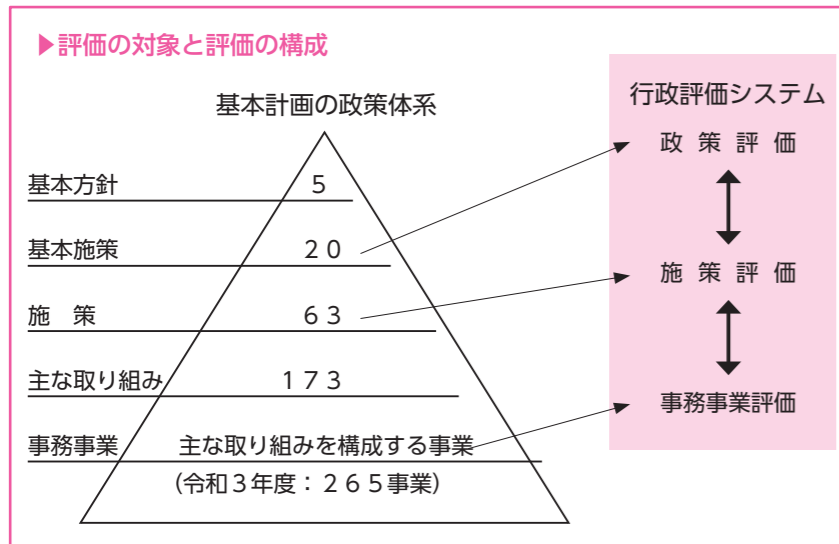 ▶評価の対象と評価の構成
基本計画の政策体系
基本方針 5
基本施策 20
施 策 63
主な取り組み 173
事務事業 主な取り組みを構成する事業
（令和３年度：２６５事業）
行政評価システム
政 策 評 価
施 策 評 価
事務事業評価